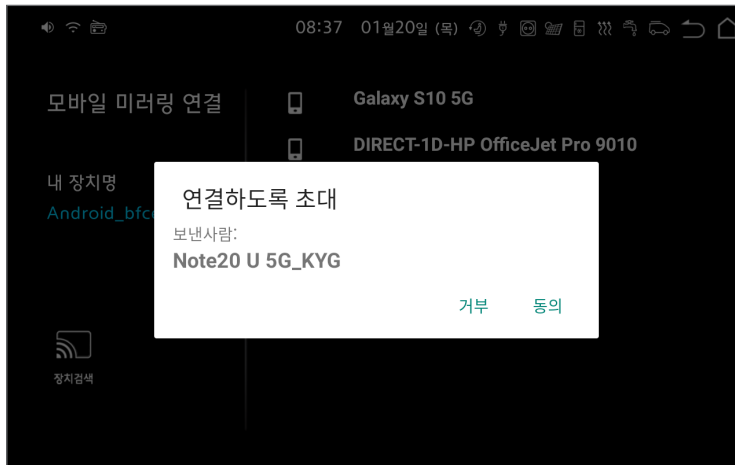 08:37 01월20일 (목)
모바일 미러링 연결
Galaxy S10 5G
DIRECT-1D-HP OfficeJet Pro 9010
내 장치명
Android_bfc
연결하도록 초대
보낸사람:
Note20 U 5G_KYG
거부 동의
장치검색